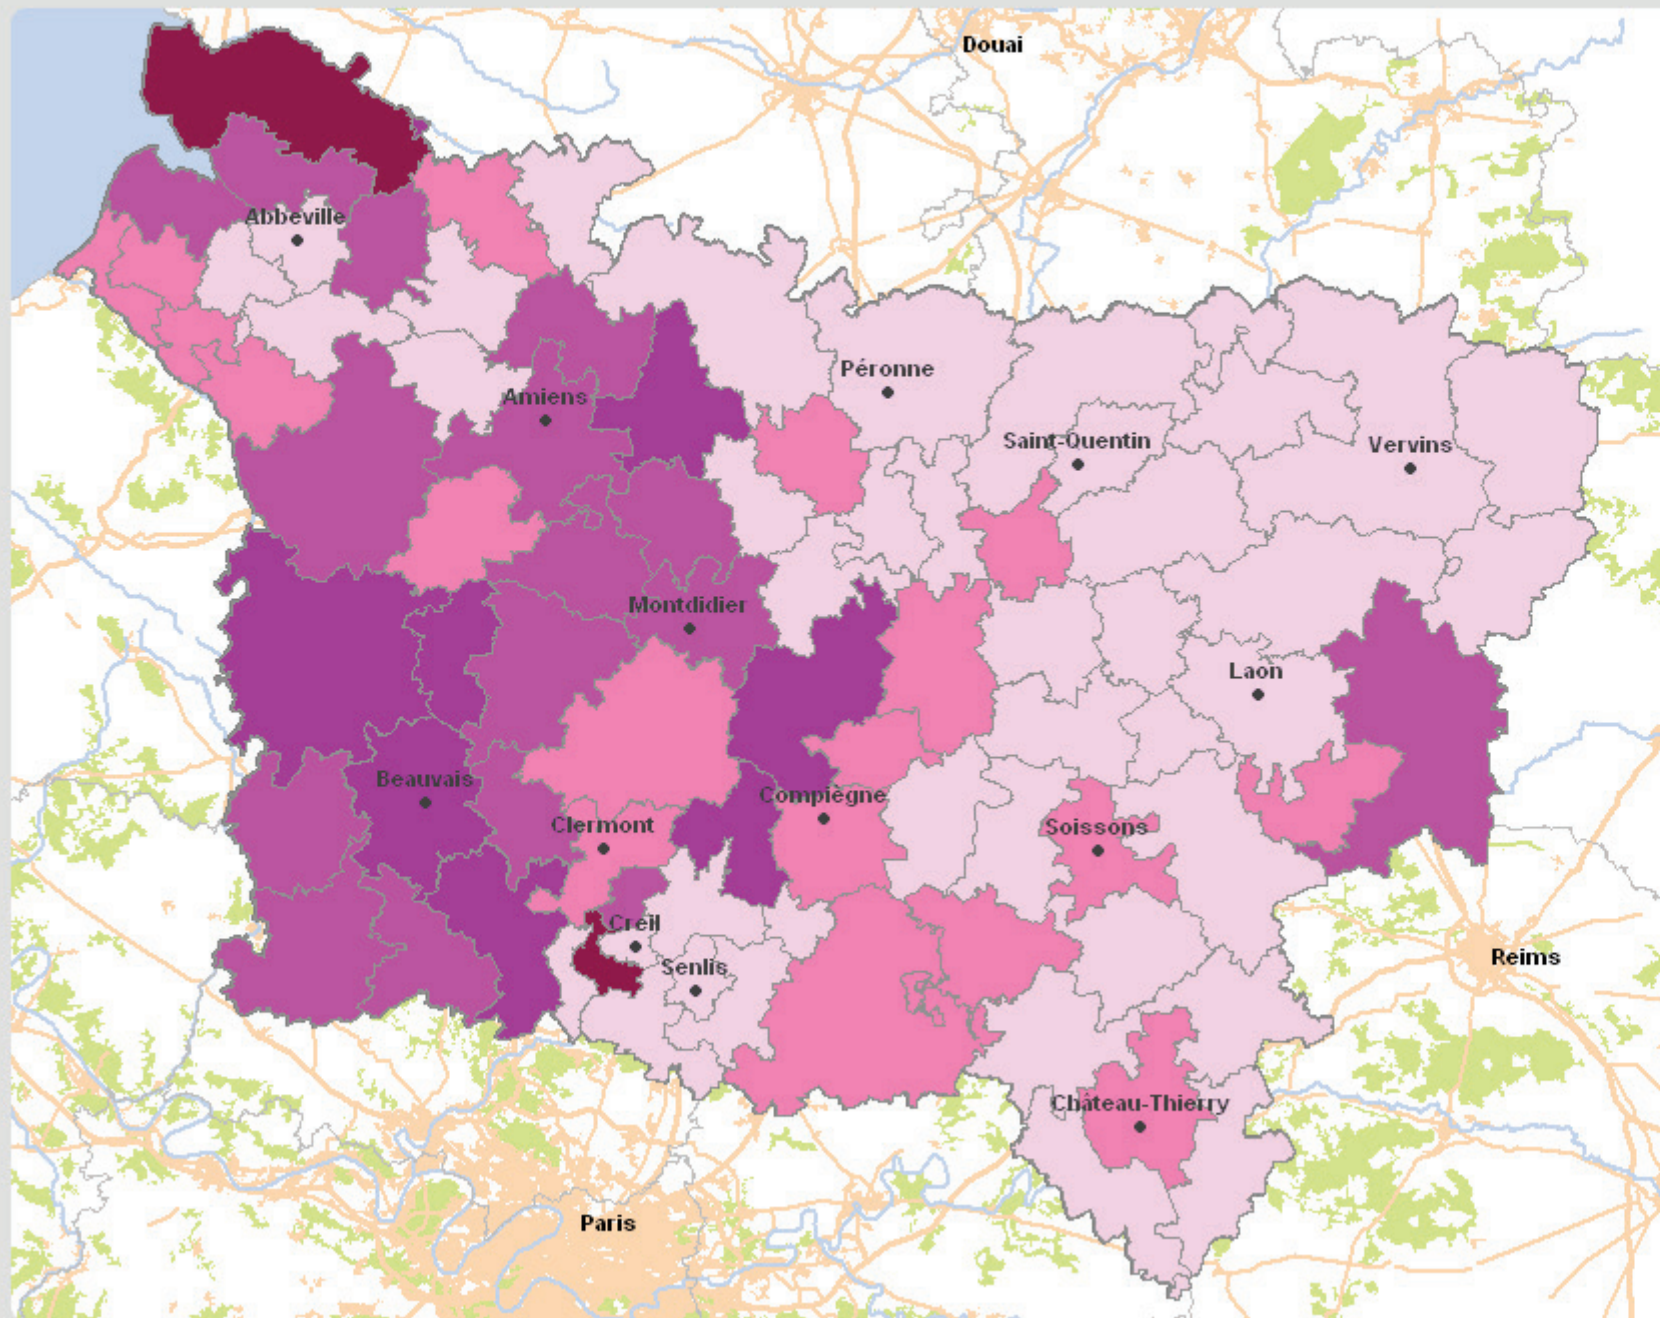 Douai
Abbeville
Péronne
Amiens
Saint-Quentin
Vervins
Montdidier
Laon
Beauvais
Compiègne
Clermont
Soissons
Creil
Senlis
Reims
Château-Thierry
Paris